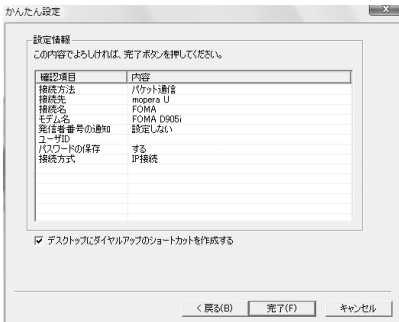 かんたん設定
設定情報
この内容でよろしければ、完了ボタンを押してください。
確認項目 内容
接続方法 パケット通信
接続先 mopera U
接続名 FOMA
モデム名 FOMA D905i
発信者番号の通知 設定しない
ユーザID
パスワードの保存 する
接続方式 IP接続
デスクトップにダイヤルアップのショートカットを作成する
< 戻る(B) 完了(F) キャンセル